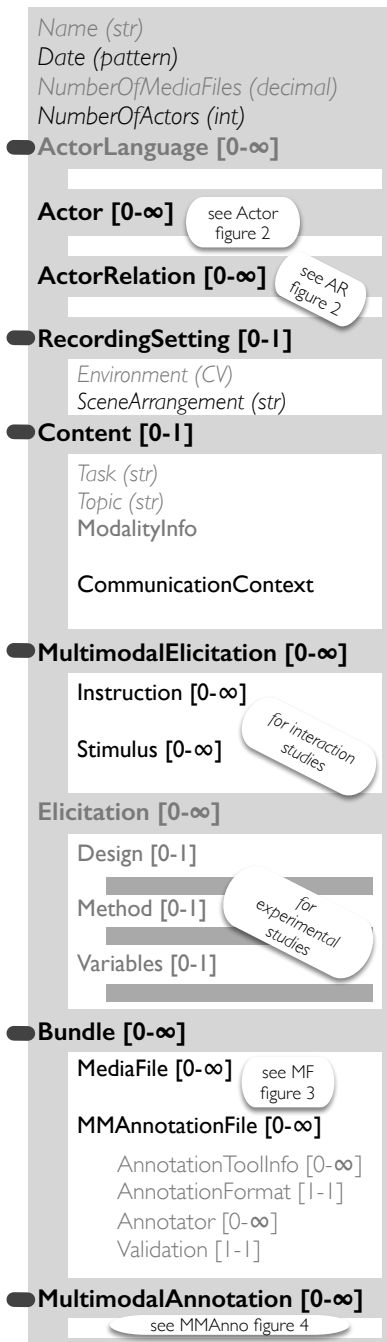 Name (str)
Date (pattern)
NumberOfMediaFiles (decimal)
NumberOfActors (int)
ActorLanguage [0-∞]
Actor [0-∞]
see Actor
figure 2
ActorRelation [0-∞]
see AR
figure 2
RecordingSetting [0-1]
Environment (CV)
SceneArrangement (str)
Content [0-1]
Task (str)
Topic (str)
ModalityInfo
CommunicationContext
MultimodalElicitation [0-∞]
Instruction [0-∞]
Stimulus [0-∞]
for interaction
studies
Elicitation [0-∞]
Design [0-1]
Method [0-1]
Variables [0-1]
for
experimental
studies
Bundle [0-∞]
MediaFile [0-∞]
see MF
figure 3
MMAnnotationFile [0-∞]
AnnotationToolInfo [0-∞]
AnnotationFormat [1-1]
Annotator [0-∞]
Validation [1-1]
MultimodalAnnotation [0-∞]
see MMAnno figure 4